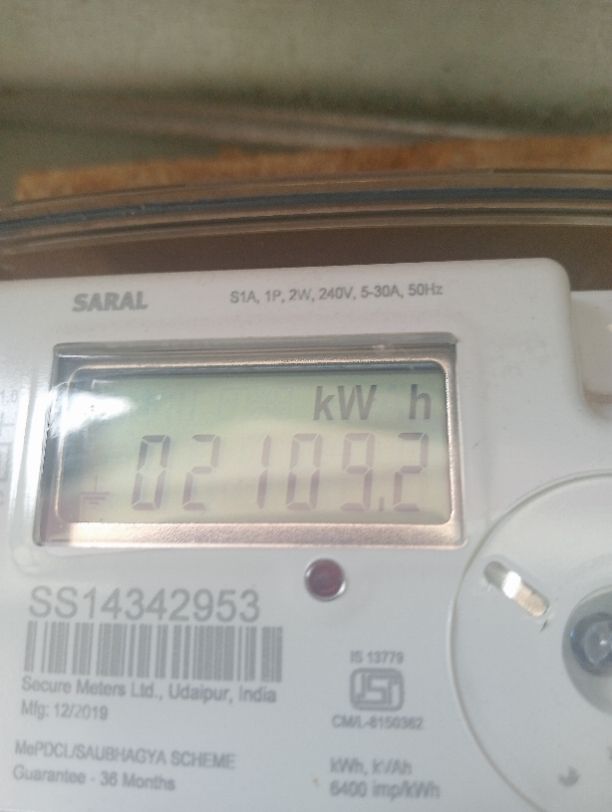 SARAL
S1A, 1P, 2W, 240V, 5-30A, 50Hz
kW h
02109.2
SS14342953
Secure Meters Ltd., Udaipur, India
Mfg: 12/2019
IS 13779
CM/L-8150362
MePDCL/SAUBHAGYA SCHEME
Guarantee - 36 Months
kWh, kVAh
6400 imp/kWh